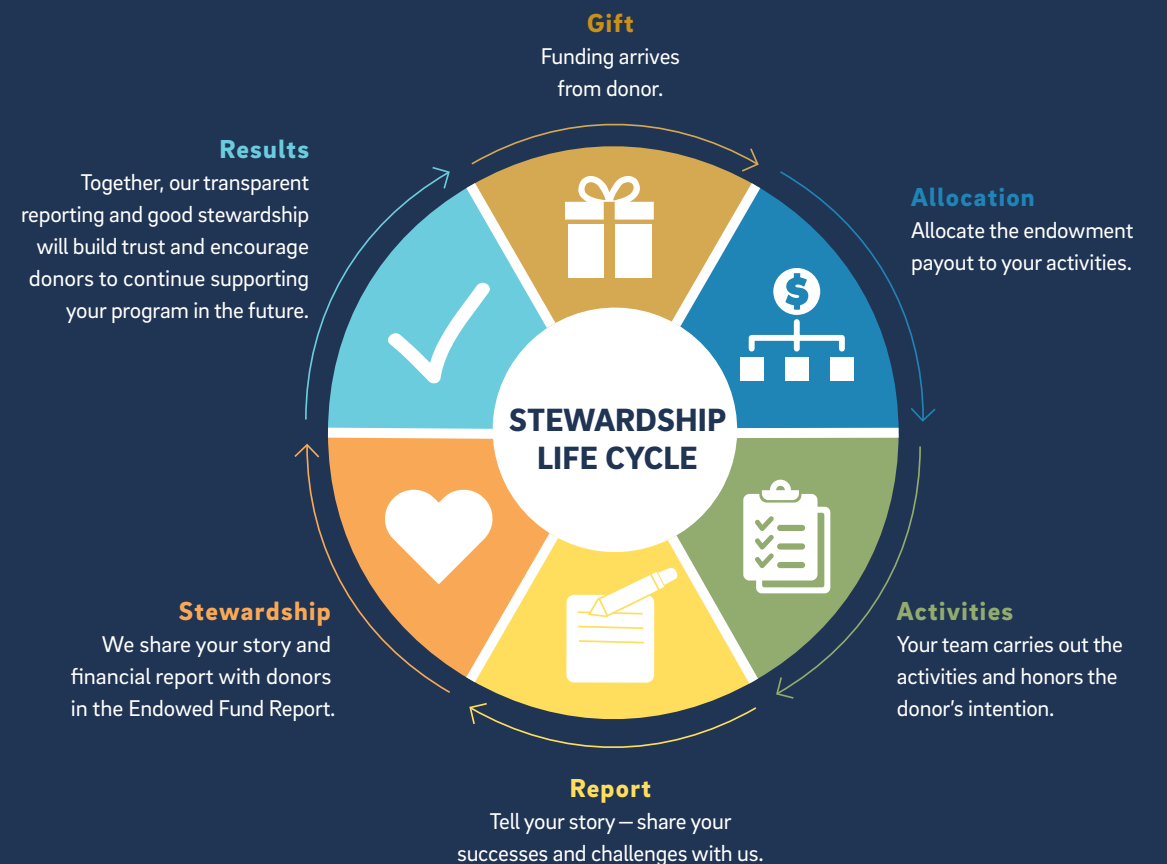 Gift
Funding arrives
from donor.
Allocation
Allocate the endowment
payout to your activities.
Activities
Your team carries out the
activities and honors the
donor's intention.
Report
Tell your story — share your
successes and challenges with us.
Stewardship
We share your story and
financial report with donors
in the Endowed Fund Report.
Results
Together, our transparent
reporting and good stewardship
will build trust and encourage
donors to continue supporting
your program in the future.
$
STEWARDSHIP
LIFE CYCLE